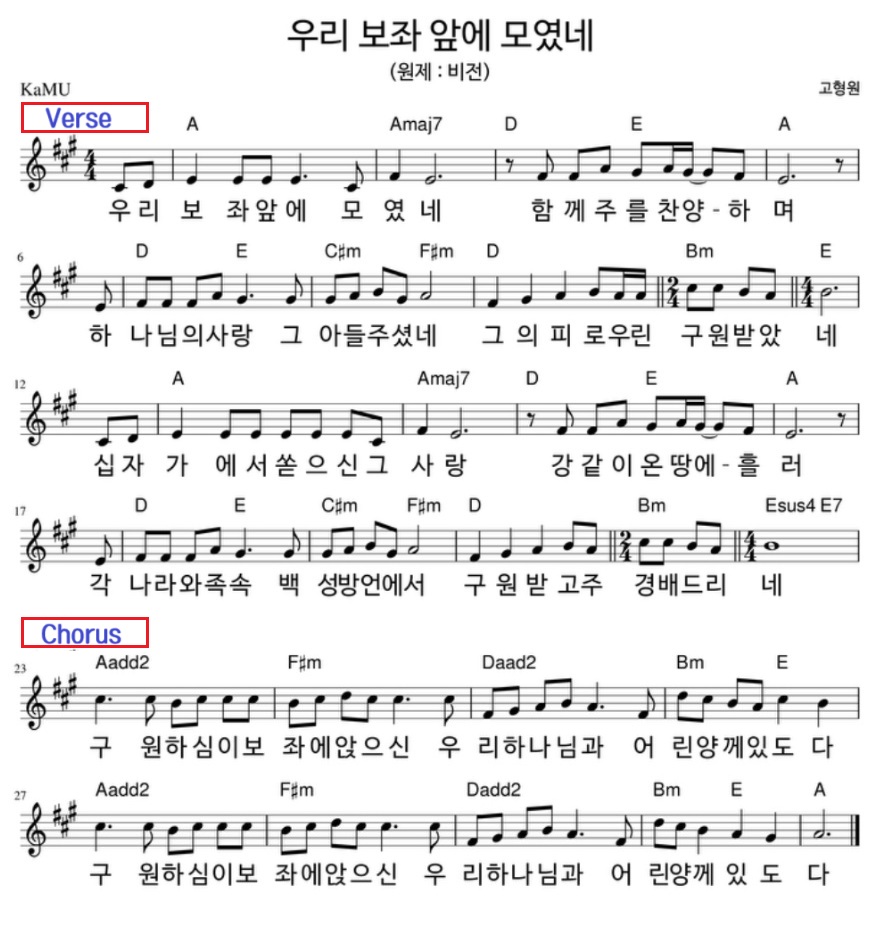 우리 보좌 앞에 모였네
(원제 : 비전)
KaMU 고형원
Verse
A Amaj7 D E A
4 4
우리 보 좌앞에 모 였네 함 께주 를찬양-하 며
6 D E C♯m F♯m D Bm E
2 4 4 4
하 나님의사랑 그 아들주셨네 그 의 피 로우린 구원받았 네
12 A Amaj7 D E A
십자 가 에서쏟으신그 사 랑 강 같이 온 땅에-흘 러
17 D E C♯m F♯m D Bm Esus4 E7
2 4 4 4
각 나라와족속 백 성방언에서 구 원 받 고주 경배드리 네
Chorus
23 Aadd2 F♯m Daad2 Bm E
구 원하심이보 좌에앉으신 우 리하나님과 어 린양께있도 다
27 Aadd2 F♯m Dadd2 Bm E A
구 원하심이보 좌에앉으신 우 리하나님과 어 린양께 있 도 다